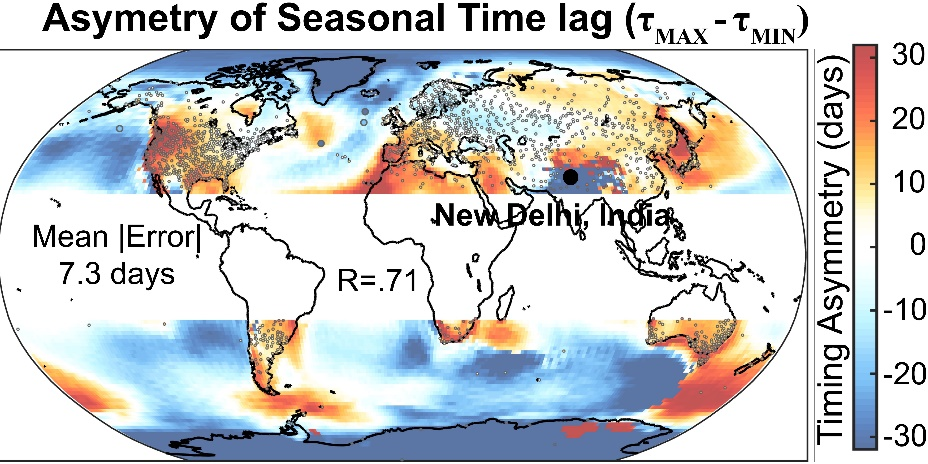 Asymetry of Seasonal Time lag (τMAX - τMIN)
New Delhi, India
Mean |Error|
7.3 days
R=.71
Timing Asymmetry (days)
30
20
10
0
-10
-20
-30